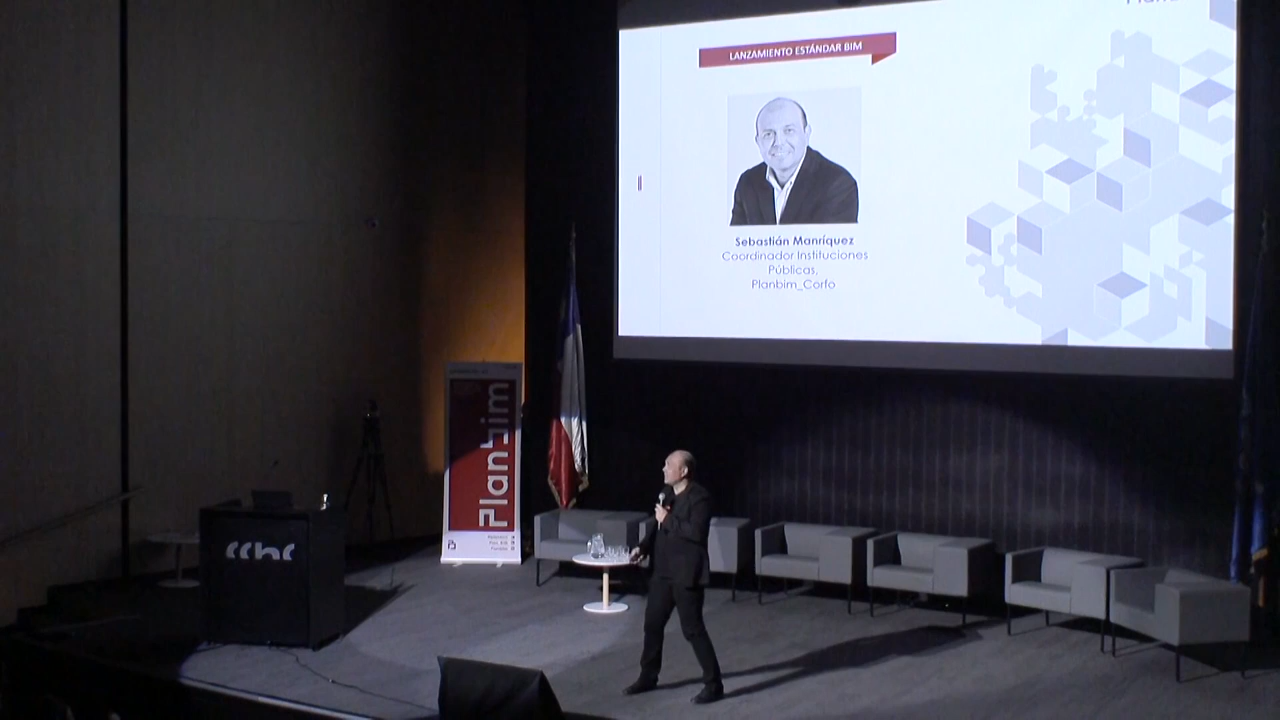 LANZAMIENTO ESTÁNDAR BIM
Sebastián Manríquez
Coordinador Instituciones
Públicas,
Planbim_Corfo
Planbim
cchc